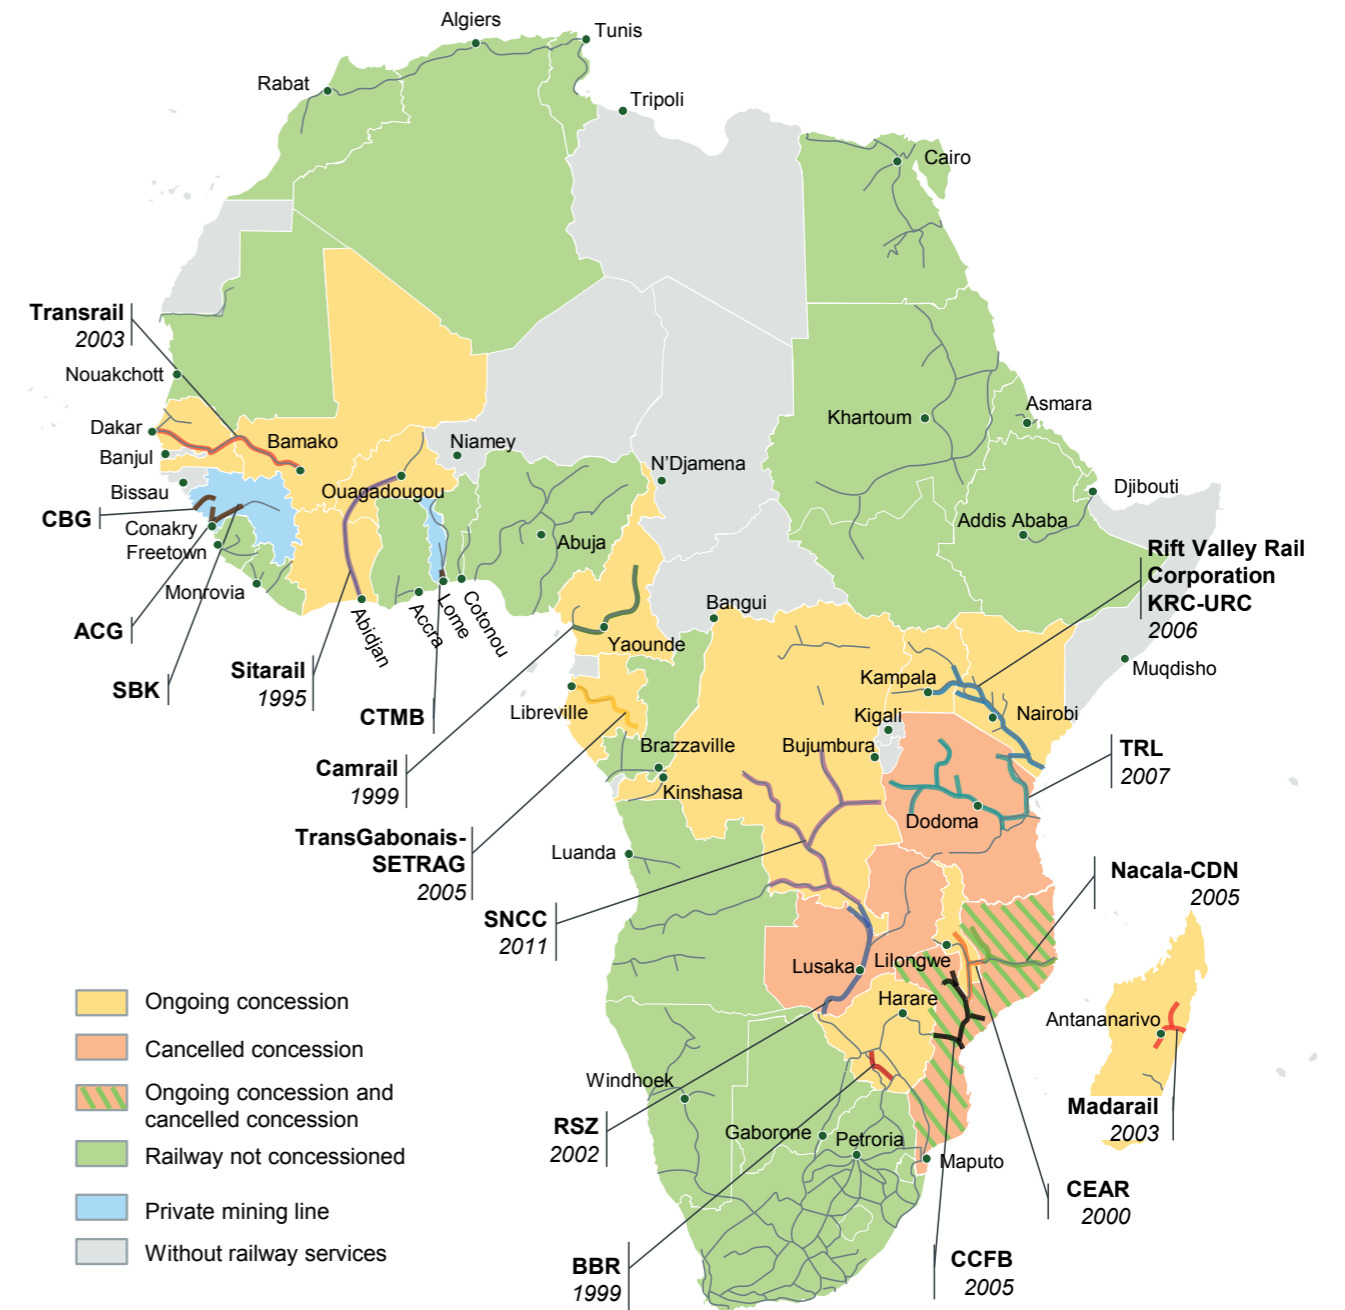 Algiers
Tunis
Rabat
Tripoli
Cairo
Transrail
2003
Nouakchott
Dakar
Banjul
Bissau
CBG
Conakry
Freetown
Monrovia
ACG
SBK
Bamako
Niamey
Ouagadougou
N'Djamena
Khartoum
Asmara
Djibouti
Addis Ababa
Abuja
Rift Valley Rail
Corporation
KRC-URC
2006
Sitarail
1995
Abidjan
Accra
Lome
Cotonou
CTMB
Bangui
Yaounde
Muqdisho
Kampala
Kigali
Nairobi
Libreville
Camrail
1999
Brazzaville
Bujumbura
Kinshasa
TRL
2007
TransGabonais-
SETRAG
2005
Dodoma
Luanda
Nacala-CDN
2005
SNCC
2011
Lusaka
Lilongwe
Harare
Antananarivo
Ongoing concession
Cancelled concession
Ongoing concession and
cancelled concession
Railway not concessioned
Private mining line
Without railway services
Windhoek
RSZ
2002
Gaborone
Petroria
Maputo
Madarail
2003
CEAR
2000
BBR
1999
CCFB
2005